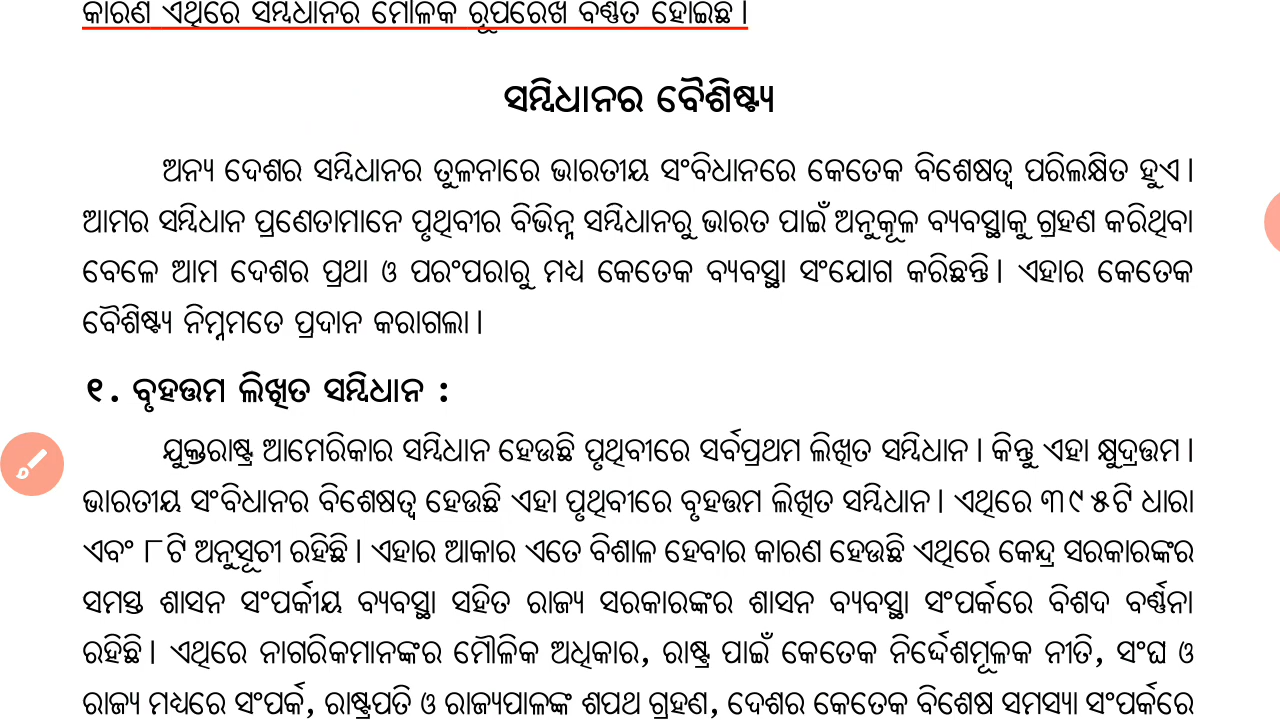 କାରଣ ଏଥିରେ ସମ୍ବିଧାନର ମୌଳିକ ରୂପରେଖ ବର୍ଣ୍ଣିତ ହୋଇଛି।
ସମ୍ବିଧାନର ବୈଶିଷ୍ଟ୍ୟ
ଅନ୍ୟ ଦେଶର ସମ୍ବିଧାନର ତୁଳନାରେ ଭାରତୀୟ ସଂବିଧାନରେ କେତେକ ବିଶେଷତ୍ୱ ପରିଲକ୍ଷିତ ହୁଏ।
ଆମର ସମ୍ବିଧାନ ପ୍ରଣେତାମାନେ ପୃଥିବୀର ବିଭିନ୍ନ ସମ୍ବିଧାନରୁ ଭାରତ ପାଇଁ ଅନୁକୂଳ ବ୍ୟବସ୍ଥାକୁ ଗ୍ରହଣ କରିଥିବା
ବେଳେ ଆମ ଦେଶର ପ୍ରଥା ଓ ପରଂପରାରୁ ମଧ୍ୟ କେତେକ ବ୍ୟବସ୍ଥା ସଂଯୋଗ କରିଛନ୍ତି। ଏହାର କେତେକ
ବୈଶିଷ୍ଟ୍ୟ ନିମ୍ନମତେ ପ୍ରଦାନ କରାଗଲା।
୧. ବୃହତ୍ତମ ଲିଖିତ ସମ୍ବିଧାନ :
ଯୁକ୍ତରାଷ୍ଟ୍ର ଆମେରିକାର ସମ୍ବିଧାନ ହେଉଛି ପୃଥିବୀରେ ସର୍ବପ୍ରଥମ ଲିଖିତ ସମ୍ବିଧାନ। କିନ୍ତୁ ଏହା କ୍ଷୁଦ୍ରତ୍ତମ।
ଭାରତୀୟ ସଂବିଧାନର ବିଶେଷତ୍ୱ ହେଉଛି ଏହା ପୃଥିବୀରେ ବୃହତ୍ତମ ଲିଖିତ ସମ୍ବିଧାନ। ଏଥିରେ ୩୯୫ଟି ଧାରା
ଏବଂ ୮ଟି ଅନୁସୂଚୀ ରହିଛି। ଏହାର ଆକାର ଏତେ ବିଶାଳ ହେବାର କାରଣ ହେଉଛି ଏଥିରେ କେନ୍ଦ୍ର ସରକାରଙ୍କର
ସମସ୍ତ ଶାସନ ସଂପର୍କୀୟ ବ୍ୟବସ୍ଥା ସହିତ ରାଜ୍ୟ ସରକାରଙ୍କର ଶାସନ ବ୍ୟବସ୍ଥା ସଂପର୍କରେ ବିଶଦ ବର୍ଣ୍ଣନା
ରହିଛି। ଏଥିରେ ନାଗରିକମାନଙ୍କର ମୌଳିକ ଅଧିକାର, ରାଷ୍ଟ୍ର ପାଇଁ କେତେକ ନିର୍ଦ୍ଦେଶମୂଳକ ନୀତି, ସଂଘ ଓ
ରାଜ୍ୟ ମଧ୍ୟରେ ସଂପର୍କ, ରାଷ୍ଟ୍ରପତି ଓ ରାଜ୍ୟପାଳଙ୍କ ଶପଥ ଗ୍ରହଣ, ଦେଶର କେତେକ ବିଶେଷ ସମସ୍ୟା ସଂପର୍କରେ